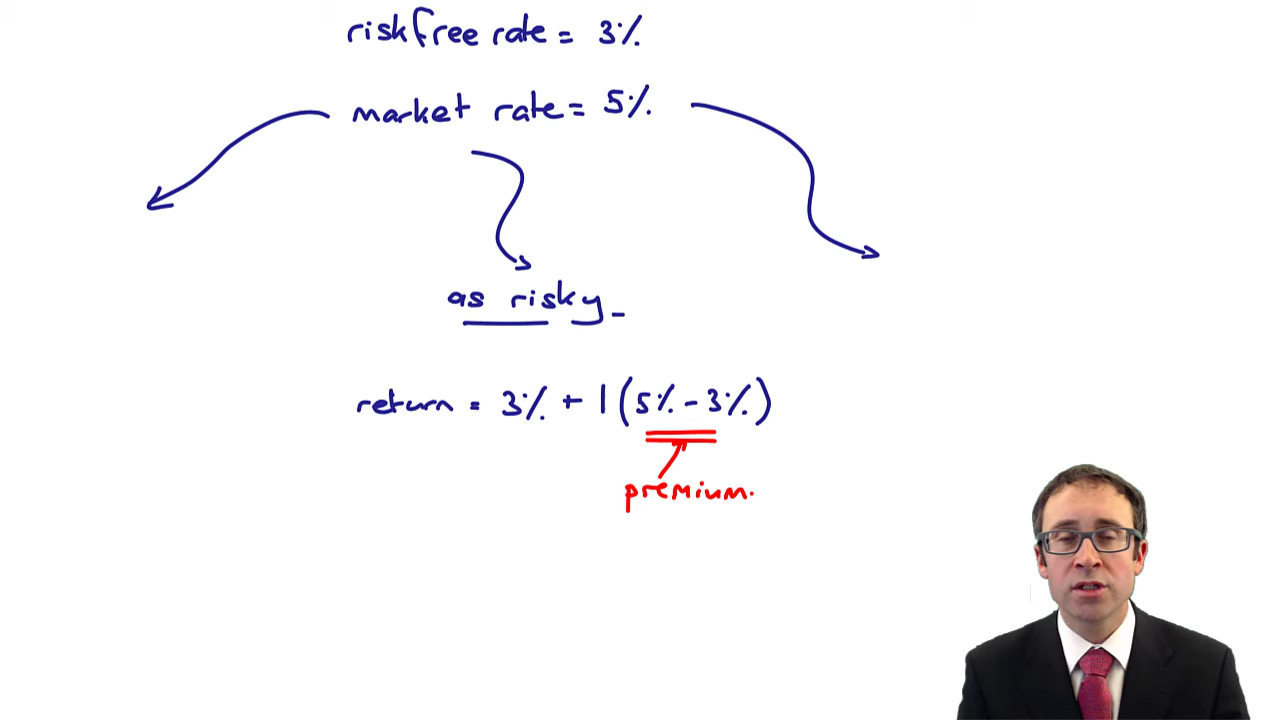 riskfree rate = 3%
market rate = 5%
as risky
return = 3% + 1(5% - 3%)
premium.